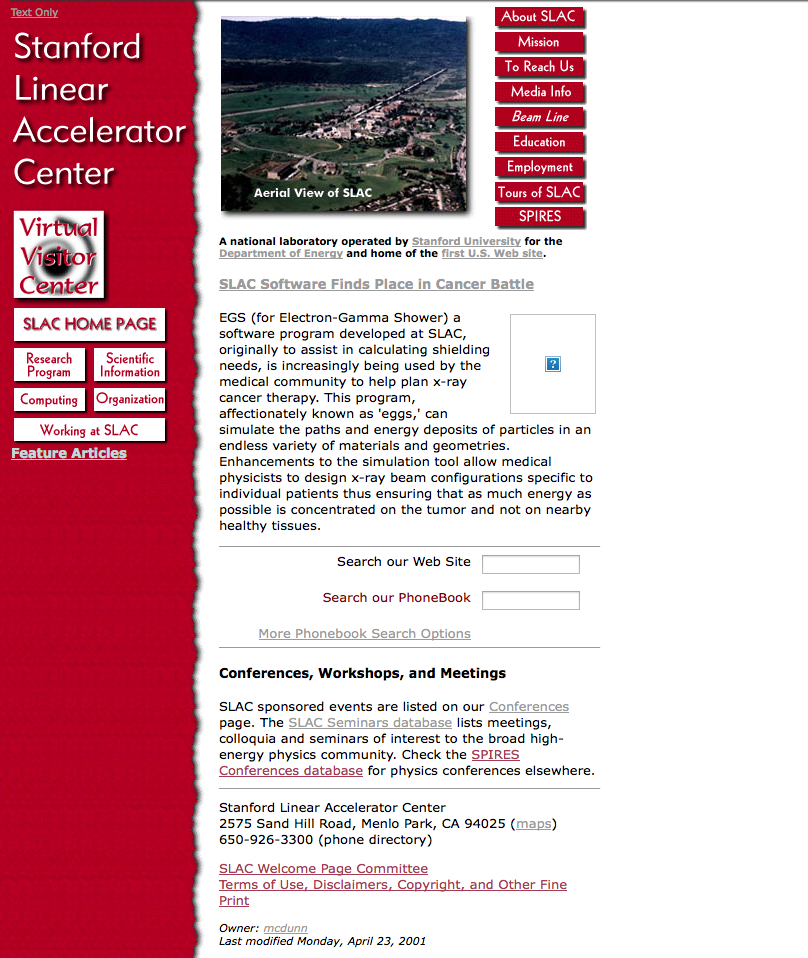 Text Only
Stanford
Linear
Accelerator
Center
Virtual
Visitor
Center
SLAC HOME PAGE
Research
Program
Scientific
Information
Computing
Organization
Working at SLAC
Feature Articles
Aerial View of SLAC
About SLAC
Mission
To Reach Us
Media Info
Beam Line
Education
Employment
Tours of SLAC
SPIRES
A national laboratory operated by Stanford University for the
Department of Energy and home of the first U.S. Web site.
SLAC Software Finds Place in Cancer Battle
EGS (for Electron-Gamma Shower) a
software program developed at SLAC,
originally to assist in calculating shielding
needs, is increasingly being used by the
medical community to help plan x-ray
cancer therapy. This program,
affectionately known as 'eggs,' can
simulate the paths and energy deposits of particles in an
endless variety of materials and geometries.
Enhancements to the simulation tool allow medical
physicists to design x-ray beam configurations specific to
individual patients thus ensuring that as much energy as
possible is concentrated on the tumor and not on nearby
healthy tissues.
?
Search our Web Site
Search our PhoneBook
More Phonebook Search Options
Conferences, Workshops, and Meetings
SLAC sponsored events are listed on our Conferences
page. The SLAC Seminars database lists meetings,
colloquia and seminars of interest to the broad high-
energy physics community. Check the SPIRES
Conferences database for physics conferences elsewhere.
Stanford Linear Accelerator Center
2575 Sand Hill Road, Menlo Park, CA 94025 (maps)
650-926-3300 (phone directory)
SLAC Welcome Page Committee
Terms of Use, Disclaimers, Copyright, and Other Fine
Print
Owner: mcdunn
Last modified Monday, April 23, 2001